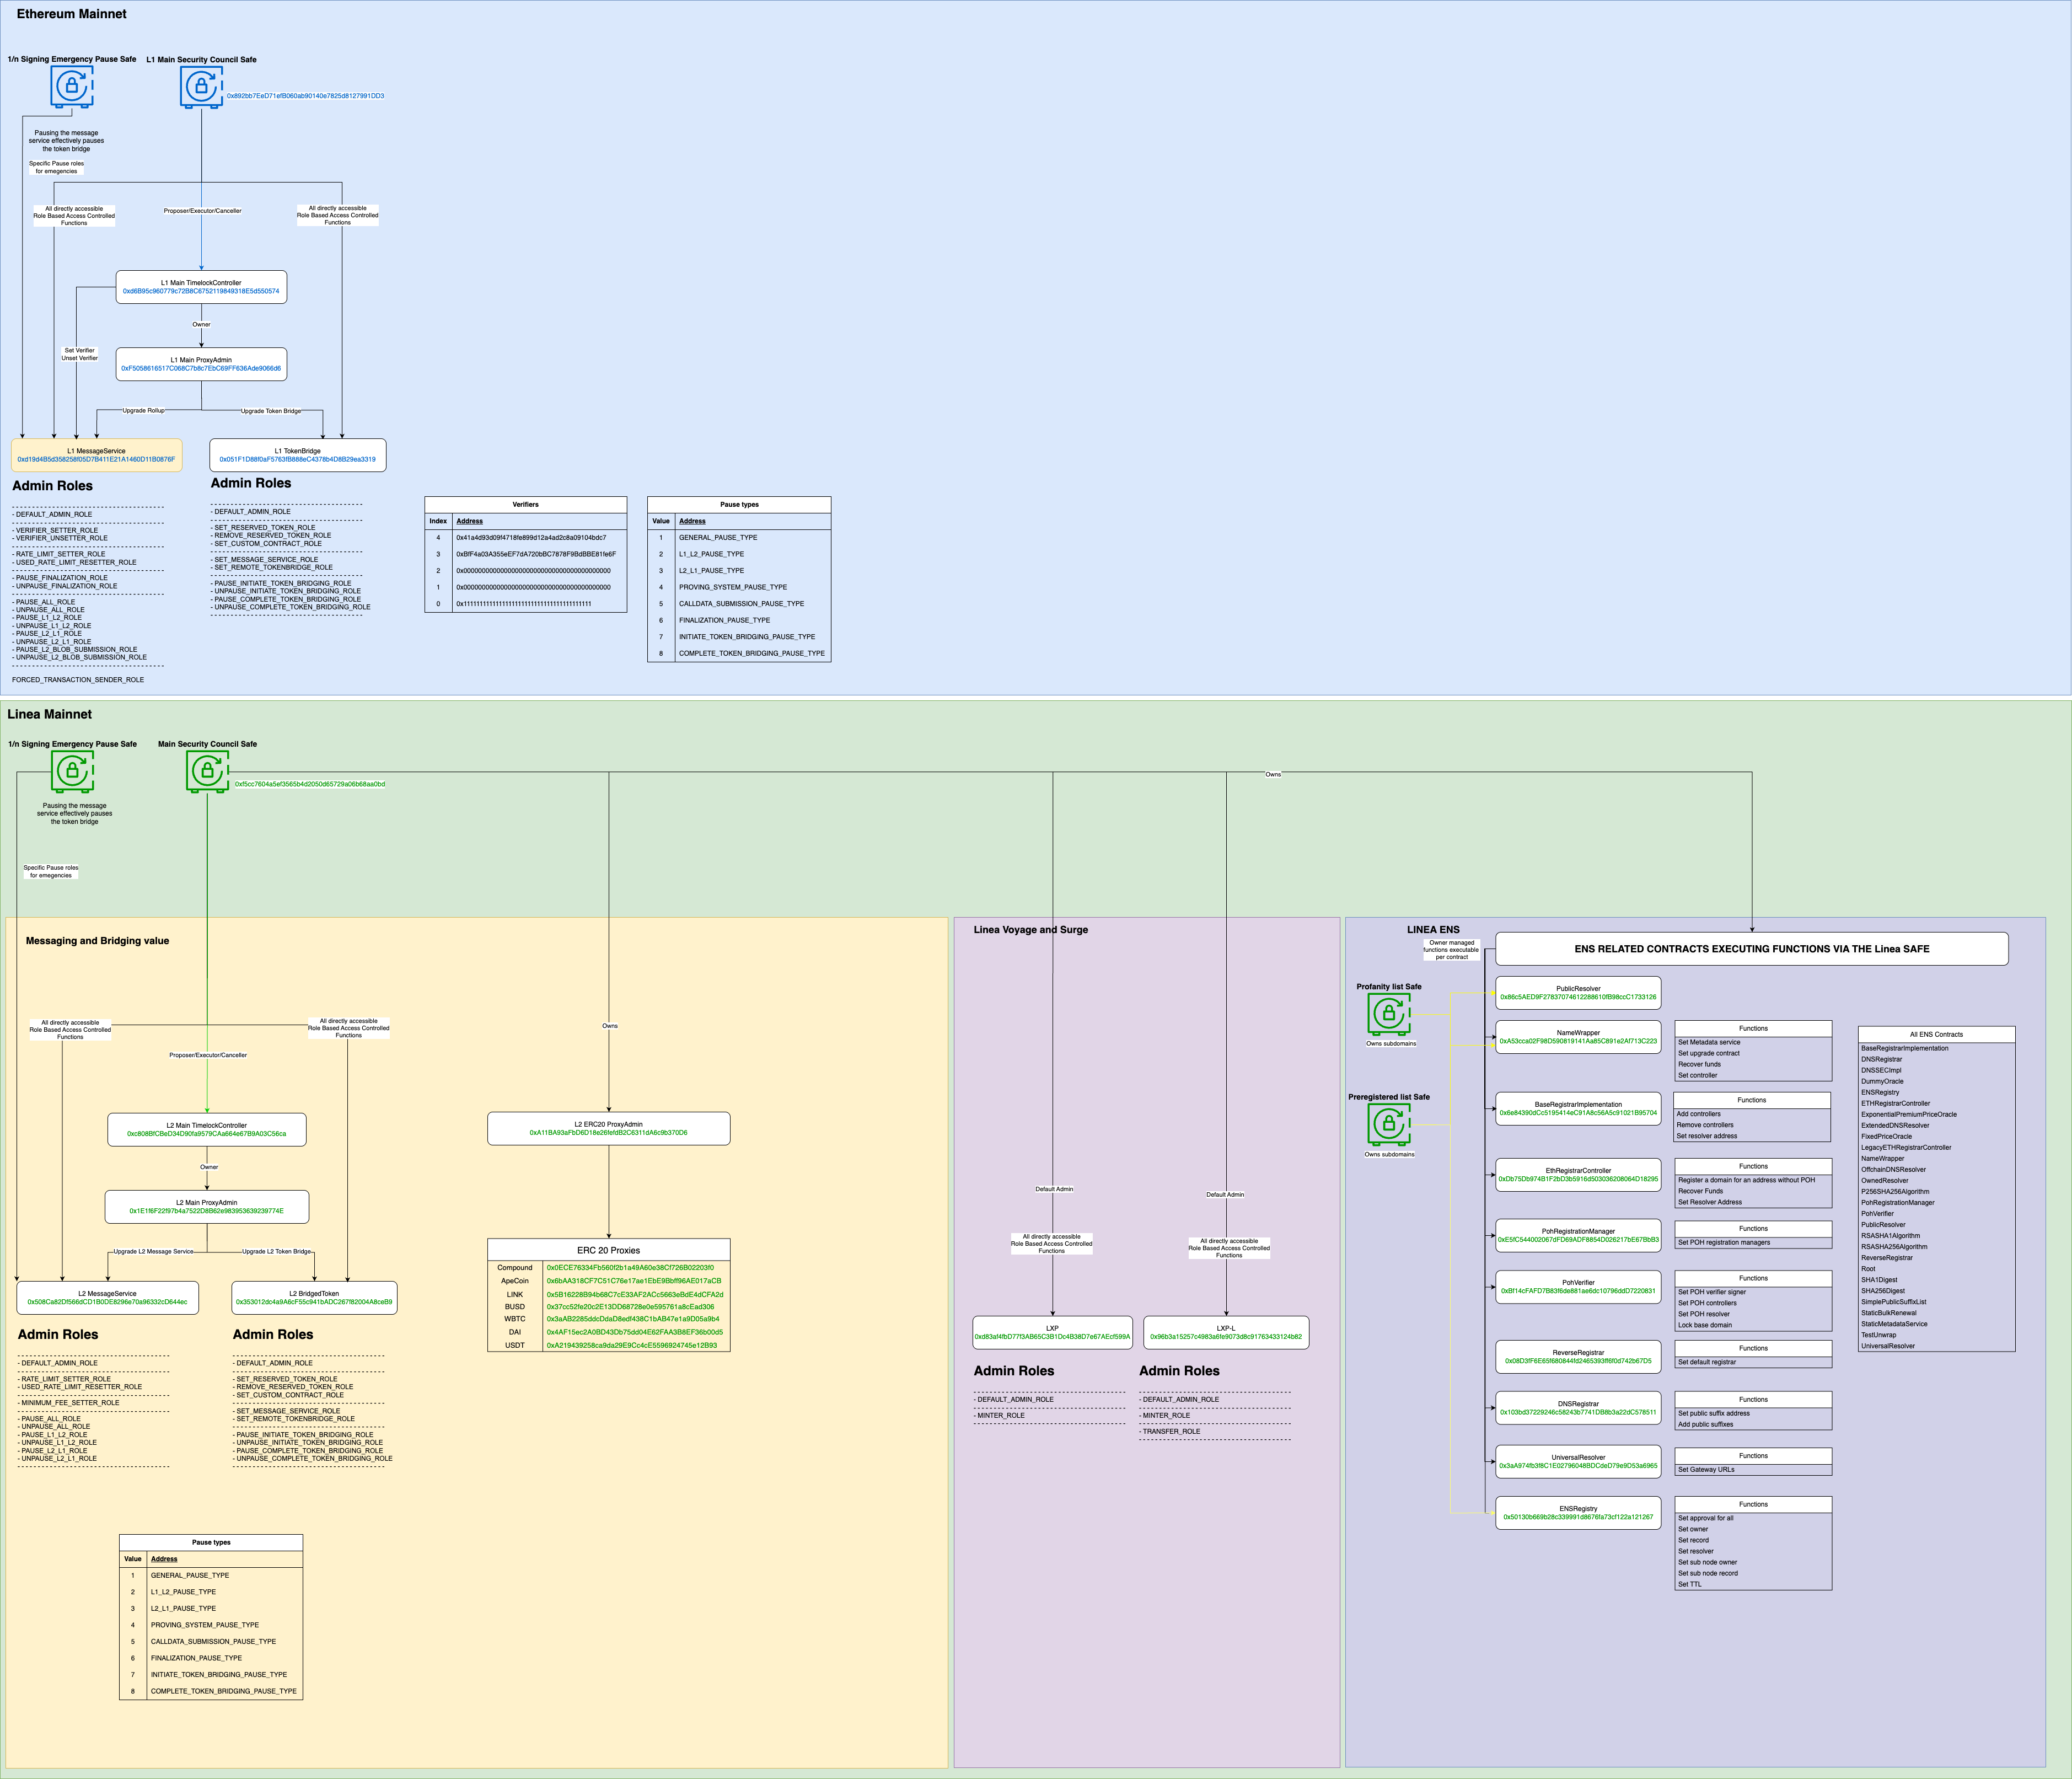 Ethereum Mainnet
1/n Signing Emergency Pause Safe
L1 Main Security Council Safe
0x892bb7EeD71efB060ab90140e7825d8127991DD3
Pausing the message
service effectively pauses
the token bridge
Specific Pause roles
for emegencies
All directly accessible
Role Based Access Controlled
Functions
Proposer/Executor/Canceller
All directly accessible
Role Based Access Controlled
Functions
L1 Main TimelockController
0xd6B95c960779c72B8C6752119849318E5d550574
Owner
Set Verifier
Unset Verifier
L1 Main ProxyAdmin
0xF5058616517C068C7b8c7EbC69FF636Ade9066d6
Upgrade Rollup
Upgrade Token Bridge
L1 MessageService
0xd19d4B5d358258f05D7B411E21A1460D11B0876F
L1 TokenBridge
0x051F1D88f0aF5763fB888eC4378b4D8B29ea3319
Admin Roles
- DEFAULT_ADMIN_ROLE
- VERIFIER_SETTER_ROLE
- VERIFIER_UNSETTER_ROLE
- RATE_LIMIT_SETTER_ROLE
- USED_RATE_LIMIT_RESETTER_ROLE
- PAUSE_FINALIZATION_ROLE
- UNPAUSE_FINALIZATION_ROLE
- PAUSE_ALL_ROLE
- UNPAUSE_ALL_ROLE
- PAUSE_L1_L2_ROLE
- UNPAUSE_L1_L2_ROLE
- PAUSE_L2_L1_ROLE
- UNPAUSE_L2_L1_ROLE
- PAUSE_L2_BLOB_SUBMISSION_ROLE
- UNPAUSE_L2_BLOB_SUBMISSION_ROLE
FORCED_TRANSACTION_SENDER_ROLE
Admin Roles
- DEFAULT_ADMIN_ROLE
- SET_RESERVED_TOKEN_ROLE
- REMOVE_RESERVED_TOKEN_ROLE
- SET_CUSTOM_CONTRACT_ROLE
- SET_MESSAGE_SERVICE_ROLE
- SET_REMOTE_TOKENBRIDGE_ROLE
- PAUSE_INITIATE_TOKEN_BRIDGING_ROLE
- UNPAUSE_INITIATE_TOKEN_BRIDGING_ROLE
- PAUSE_COMPLETE_TOKEN_BRIDGING_ROLE
- UNPAUSE_COMPLETE_TOKEN_BRIDGING_ROLE
Verifiers
Index Address
4 0x41a4d93d09f4718fe899d12a4ad2c8a09104bdc7
3 0xBfF4a03A355eEF7dA720bBC7878F9BdBBE81fe6F
2 0x0000000000000000000000000000000000000000
1 0x0000000000000000000000000000000000000000
0 0x1111111111111111111111111111111111111111
Pause types
Value Address
1 GENERAL_PAUSE_TYPE
2 L1_L2_PAUSE_TYPE
3 L2_L1_PAUSE_TYPE
4 PROVING_SYSTEM_PAUSE_TYPE
5 CALLDATA_SUBMISSION_PAUSE_TYPE
6 FINALIZATION_PAUSE_TYPE
7 INITIATE_TOKEN_BRIDGING_PAUSE_TYPE
8 COMPLETE_TOKEN_BRIDGING_PAUSE_TYPE
Linea Mainnet
1/n Signing Emergency Pause Safe
Main Security Council Safe
0xf5cc7604a5ef3565b4d2050d65729a06b68aa0bd
Owns
Pausing the message
service effectively pauses
the token bridge
Specific Pause roles
for emegencies
Messaging and Bridging value
All directly accessible
Role Based Access Controlled
Functions
All directly accessible
Role Based Access Controlled
Functions
Proposer/Executor/Canceller
Owns
L2 Main TimelockController
0xc808BfCBeD34D90fa9579CAa664e67B9A03C56ca
Owner
L2 Main ProxyAdmin
0x1E1f6F22f97b4a7522D8B62e983953639239774E
Upgrade L2 Message Service
Upgrade L2 Token Bridge
L2 MessageService
0x508Ca82Df566dCD1B0DE8296e70a96332cD644ec
L2 BridgedToken
0x353012dc4a9A6cF55c941bADC267f82004A8ceB9
L2 ERC20 ProxyAdmin
0xA11BA93aFbD6D18e26fefdB2C6311dA6c9b370D6
ERC 20 Proxies
Compound 0x0ECE76334Fb560f2b1a49A60e38Cf726B02203f0
ApeCoin 0x6bAA318CF7C51C76e17ae1EbE9Bbff96AE017aCB
LINK 0x5B16228B94b68C7cE33AF2ACc5663eBdE4dCFA2d
BUSD 0x37cc52fe20c2E13DD68728e0e595761a8cEad306
WBTC 0x3aAB2285ddcDdaD8edf438C1bAB47e1a9D05a9b4
DAI 0x4AF15ec2A0BD43Db75dd04E62FAA3B8EF36b00d5
USDT 0xA219439258ca9da29E9Cc4cE5596924745e12B93
Admin Roles
- DEFAULT_ADMIN_ROLE
- RATE_LIMIT_SETTER_ROLE
- USED_RATE_LIMIT_RESETTER_ROLE
- MINIMUM_FEE_SETTER_ROLE
- PAUSE_ALL_ROLE
- UNPAUSE_ALL_ROLE
- PAUSE_L1_L2_ROLE
- UNPAUSE_L1_L2_ROLE
- PAUSE_L2_L1_ROLE
- UNPAUSE_L2_L1_ROLE
Admin Roles
- DEFAULT_ADMIN_ROLE
- SET_RESERVED_TOKEN_ROLE
- REMOVE_RESERVED_TOKEN_ROLE
- SET_CUSTOM_CONTRACT_ROLE
- SET_MESSAGE_SERVICE_ROLE
- SET_REMOTE_TOKENBRIDGE_ROLE
- PAUSE_INITIATE_TOKEN_BRIDGING_ROLE
- UNPAUSE_INITIATE_TOKEN_BRIDGING_ROLE
- PAUSE_COMPLETE_TOKEN_BRIDGING_ROLE
- UNPAUSE_COMPLETE_TOKEN_BRIDGING_ROLE
Pause types
Value Address
1 GENERAL_PAUSE_TYPE
2 L1_L2_PAUSE_TYPE
3 L2_L1_PAUSE_TYPE
4 PROVING_SYSTEM_PAUSE_TYPE
5 CALLDATA_SUBMISSION_PAUSE_TYPE
6 FINALIZATION_PAUSE_TYPE
7 INITIATE_TOKEN_BRIDGING_PAUSE_TYPE
8 COMPLETE_TOKEN_BRIDGING_PAUSE_TYPE
Linea Voyage and Surge
Default Admin
Default Admin
All directly accessible
Role Based Access Controlled
Functions
All directly accessible
Role Based Access Controlled
Functions
LXP
0xd83af4fbD77f3AB65C3B1Dc4B38D7e67AEcf599A
LXP-L
0x96b3a15257c4983a6fe9073d8c91763433124b82
Admin Roles
- DEFAULT_ADMIN_ROLE
- MINTER_ROLE
Admin Roles
- DEFAULT_ADMIN_ROLE
- MINTER_ROLE
- TRANSFER_ROLE
LINEA ENS
Owner managed
functions executable
per contract
ENS RELATED CONTRACTS EXECUTING FUNCTIONS VIA THE Linea SAFE
Profanity list Safe
Owns subdomains
Preregistered list Safe
Owns subdomains
PublicResolver
0x86c5AED9F27837074612288610fB98ccC1733126
NameWrapper
0xA53cca02F98D590819141Aa85C891e2Af713C223
Functions
Set Metadata service
Set upgrade contract
Recover funds
Set controller
BaseRegistrarImplementation
0x6e84390dCc5195414eC91A8c56A5c91021B95704
Functions
Add controllers
Remove controllers
Set resolver address
EthRegistrarController
0xDb75Db974B1F2bD3b5916d503036208064D18295
Functions
Register a domain for an address without POH
Recover Funds
Set Resolver Address
PohRegistrationManager
0xE5fC544002067dFD69ADF8854D026217bE67BbB3
Functions
Set POH registration managers
PohVerifier
0xBf14cFAFD7B83f6de881ae6dc10796ddD7220831
Functions
Set POH verifier signer
Set POH controllers
Set POH resolver
Lock base domain
ReverseRegistrar
0x08D3fF6E65f680844fd2465393ff6f0d742b67D5
Functions
Set default registrar
DNSRegistrar
0x103bd37229246c58243b7741DB8b3a22dC578511
Functions
Set public suffix address
Add public suffixes
UniversalResolver
0x3aA974fb3f8C1E02796048BDCdeD79e9D53a6965
Functions
Set Gateway URLs
ENSRegistry
0x50130b669b28c339991d8676fa73cf122a121267
Functions
Set approval for all
Set owner
Set record
Set resolver
Set sub node owner
Set sub node record
Set TTL
All ENS Contracts
BaseRegistrarImplementation
DNSRegistrar
DNSSECImpl
DummyOracle
ENSRegistry
ETHRegistrarController
ExponentialPremiumPriceOracle
ExtendedDNSResolver
FixedPriceOracle
LegacyETHRegistrarController
NameWrapper
OffchainDNSResolver
OwnedResolver
P256SHA256Algorithm
PohRegistrationManager
PohVerifier
PublicResolver
RSASHA1Algorithm
RSASHA256Algorithm
ReverseRegistrar
Root
SHA1Digest
SHA256Digest
SimplePublicSuffixList
StaticBulkRenewal
StaticMetadataService
TestUnwrap
UniversalResolver